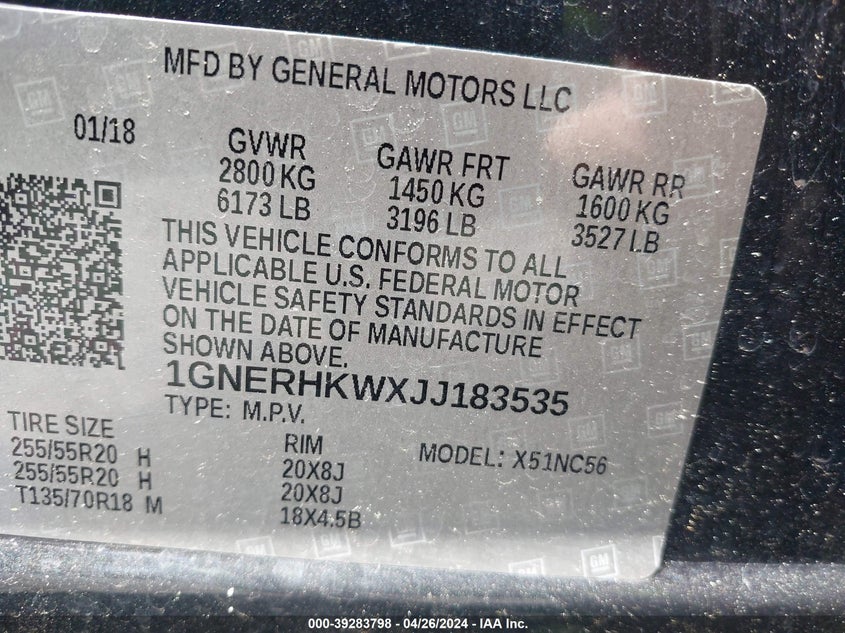 MFD BY GENERAL MOTORS LLC
01/18
GVWR
2800 KG
6173 LB
GAWR FRT
1450 KG
3196 LB
GAWR RR
1600 KG
3527 LB
THIS VEHICLE CONFORMS TO ALL
APPLICABLE U.S. FEDERAL MOTOR
VEHICLE SAFETY STANDARDS IN EFFECT
ON THE DATE OF MANUFACTURE
SHOWN ABOVE.
1GNERHKWXJJ183535
TYPE: M.P.V.
MODEL: X51NC56
TIRE SIZE
255/55R20 H
255/55R20 H
T135/70R18 M
RIM
20X8J
20X8J
18X4.5B
000-39283798 - 04/26/2024 - IAA Inc.